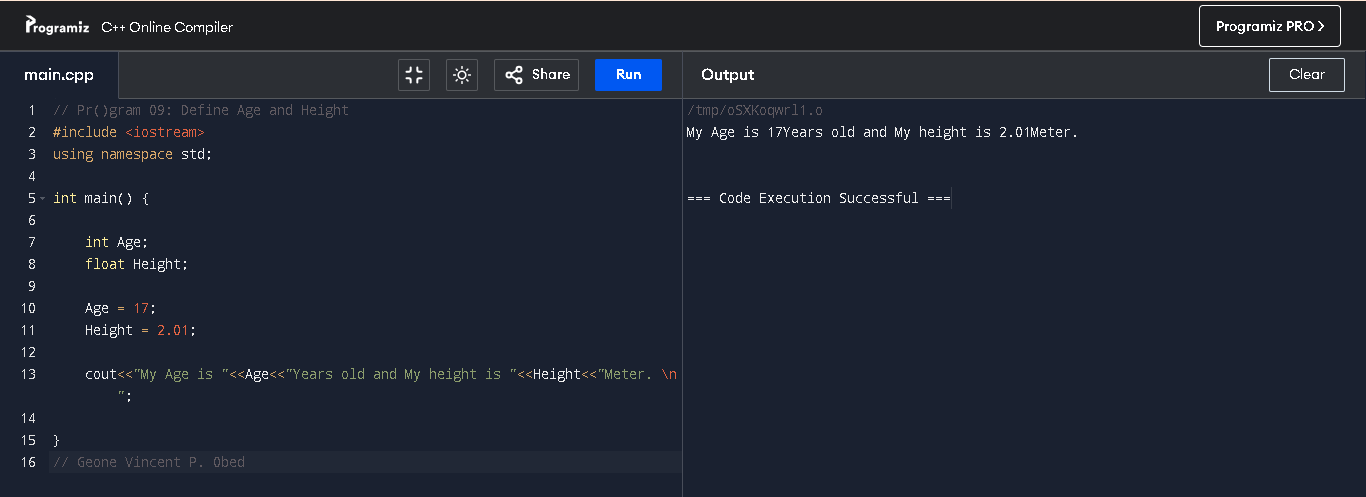 Programiz C++ Online Compiler Programiz PRO >
main.cpp Share Run Output Clear
1 // Pr()gram 09: Define Age and Height
2 #include <iostream>
3 using namespace std;
4
5 int main() {
6
7 int Age;
8 float Height;
9
10 Age = 17;
11 Height = 2.01;
12
13 cout<<"My Age is "<<Age<<"Years old and My height is "<<Height<<"Meter. \n
";
14
15 }
16 // Geone Vincent P. Obed
/tmp/oSXKoqwrl1.o
My Age is 17Years old and My height is 2.01Meter.
=== Code Execution Successful ===